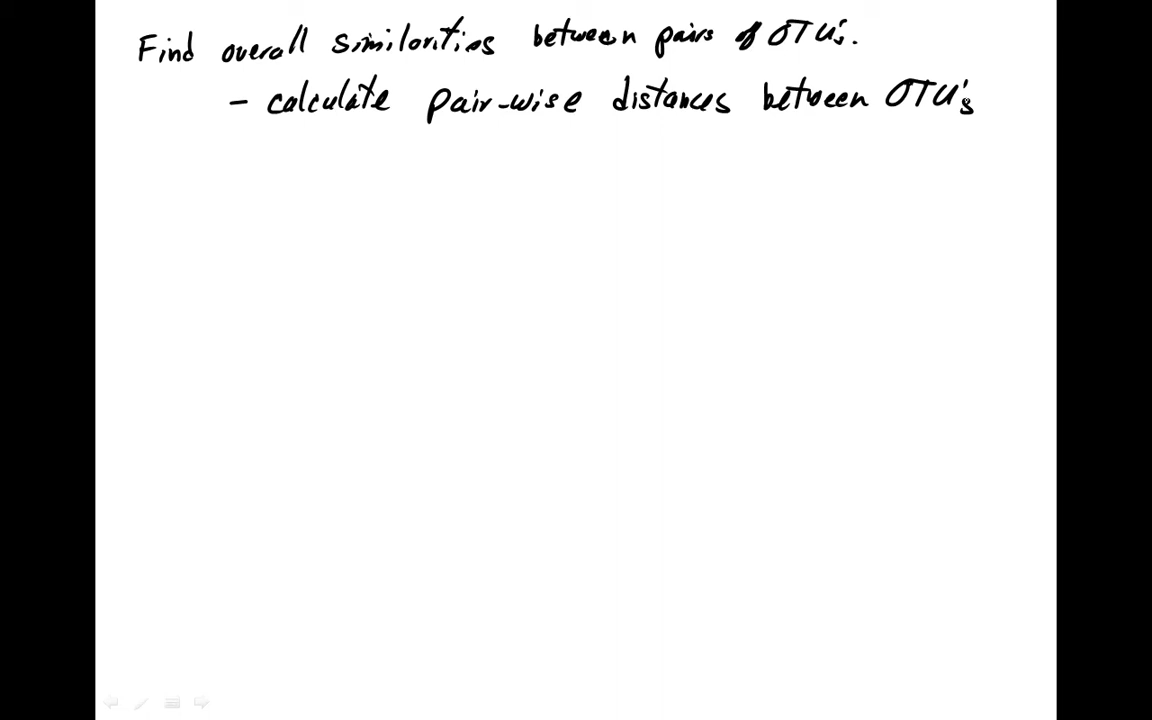 Find overall similarities between pairs of OTU's.
- calculate pair-wise distances between OTU's